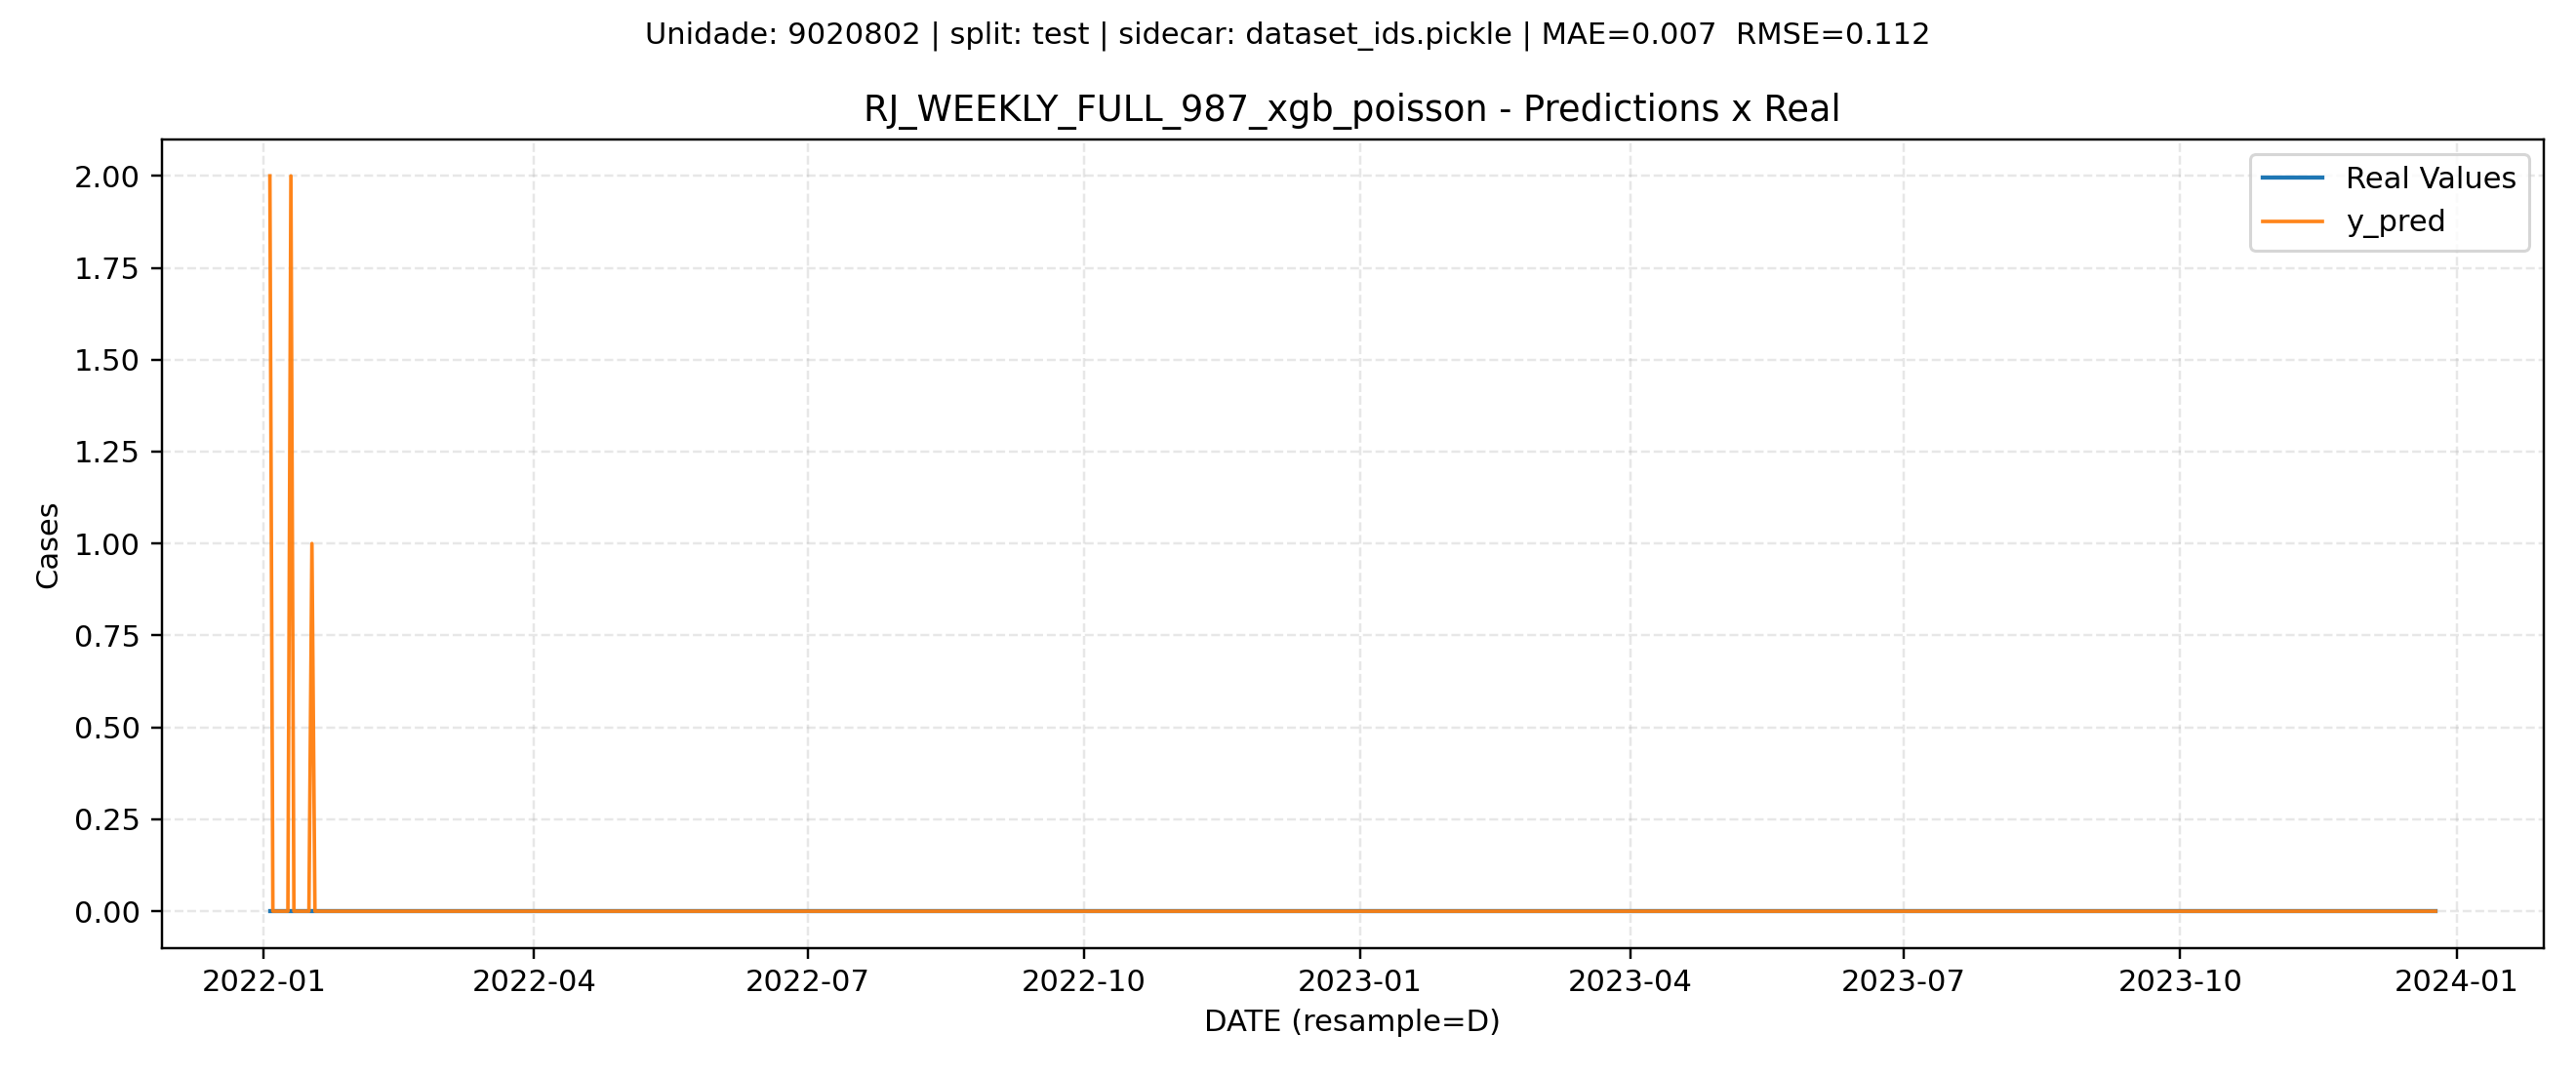 Unidade: 9020802 | split: test | sidecar: dataset_ids.pickle | MAE=0.007  RMSE=0.112
RJ_WEEKLY_FULL_987_xgb_poisson - Predictions x Real
Real Values
y_pred
Cases
2.00
1.75
1.50
1.25
1.00
0.75
0.50
0.25
0.00
2022-01 2022-04 2022-07 2022-10 2023-01 2023-04 2023-07 2023-10 2024-01
DATE (resample=D)